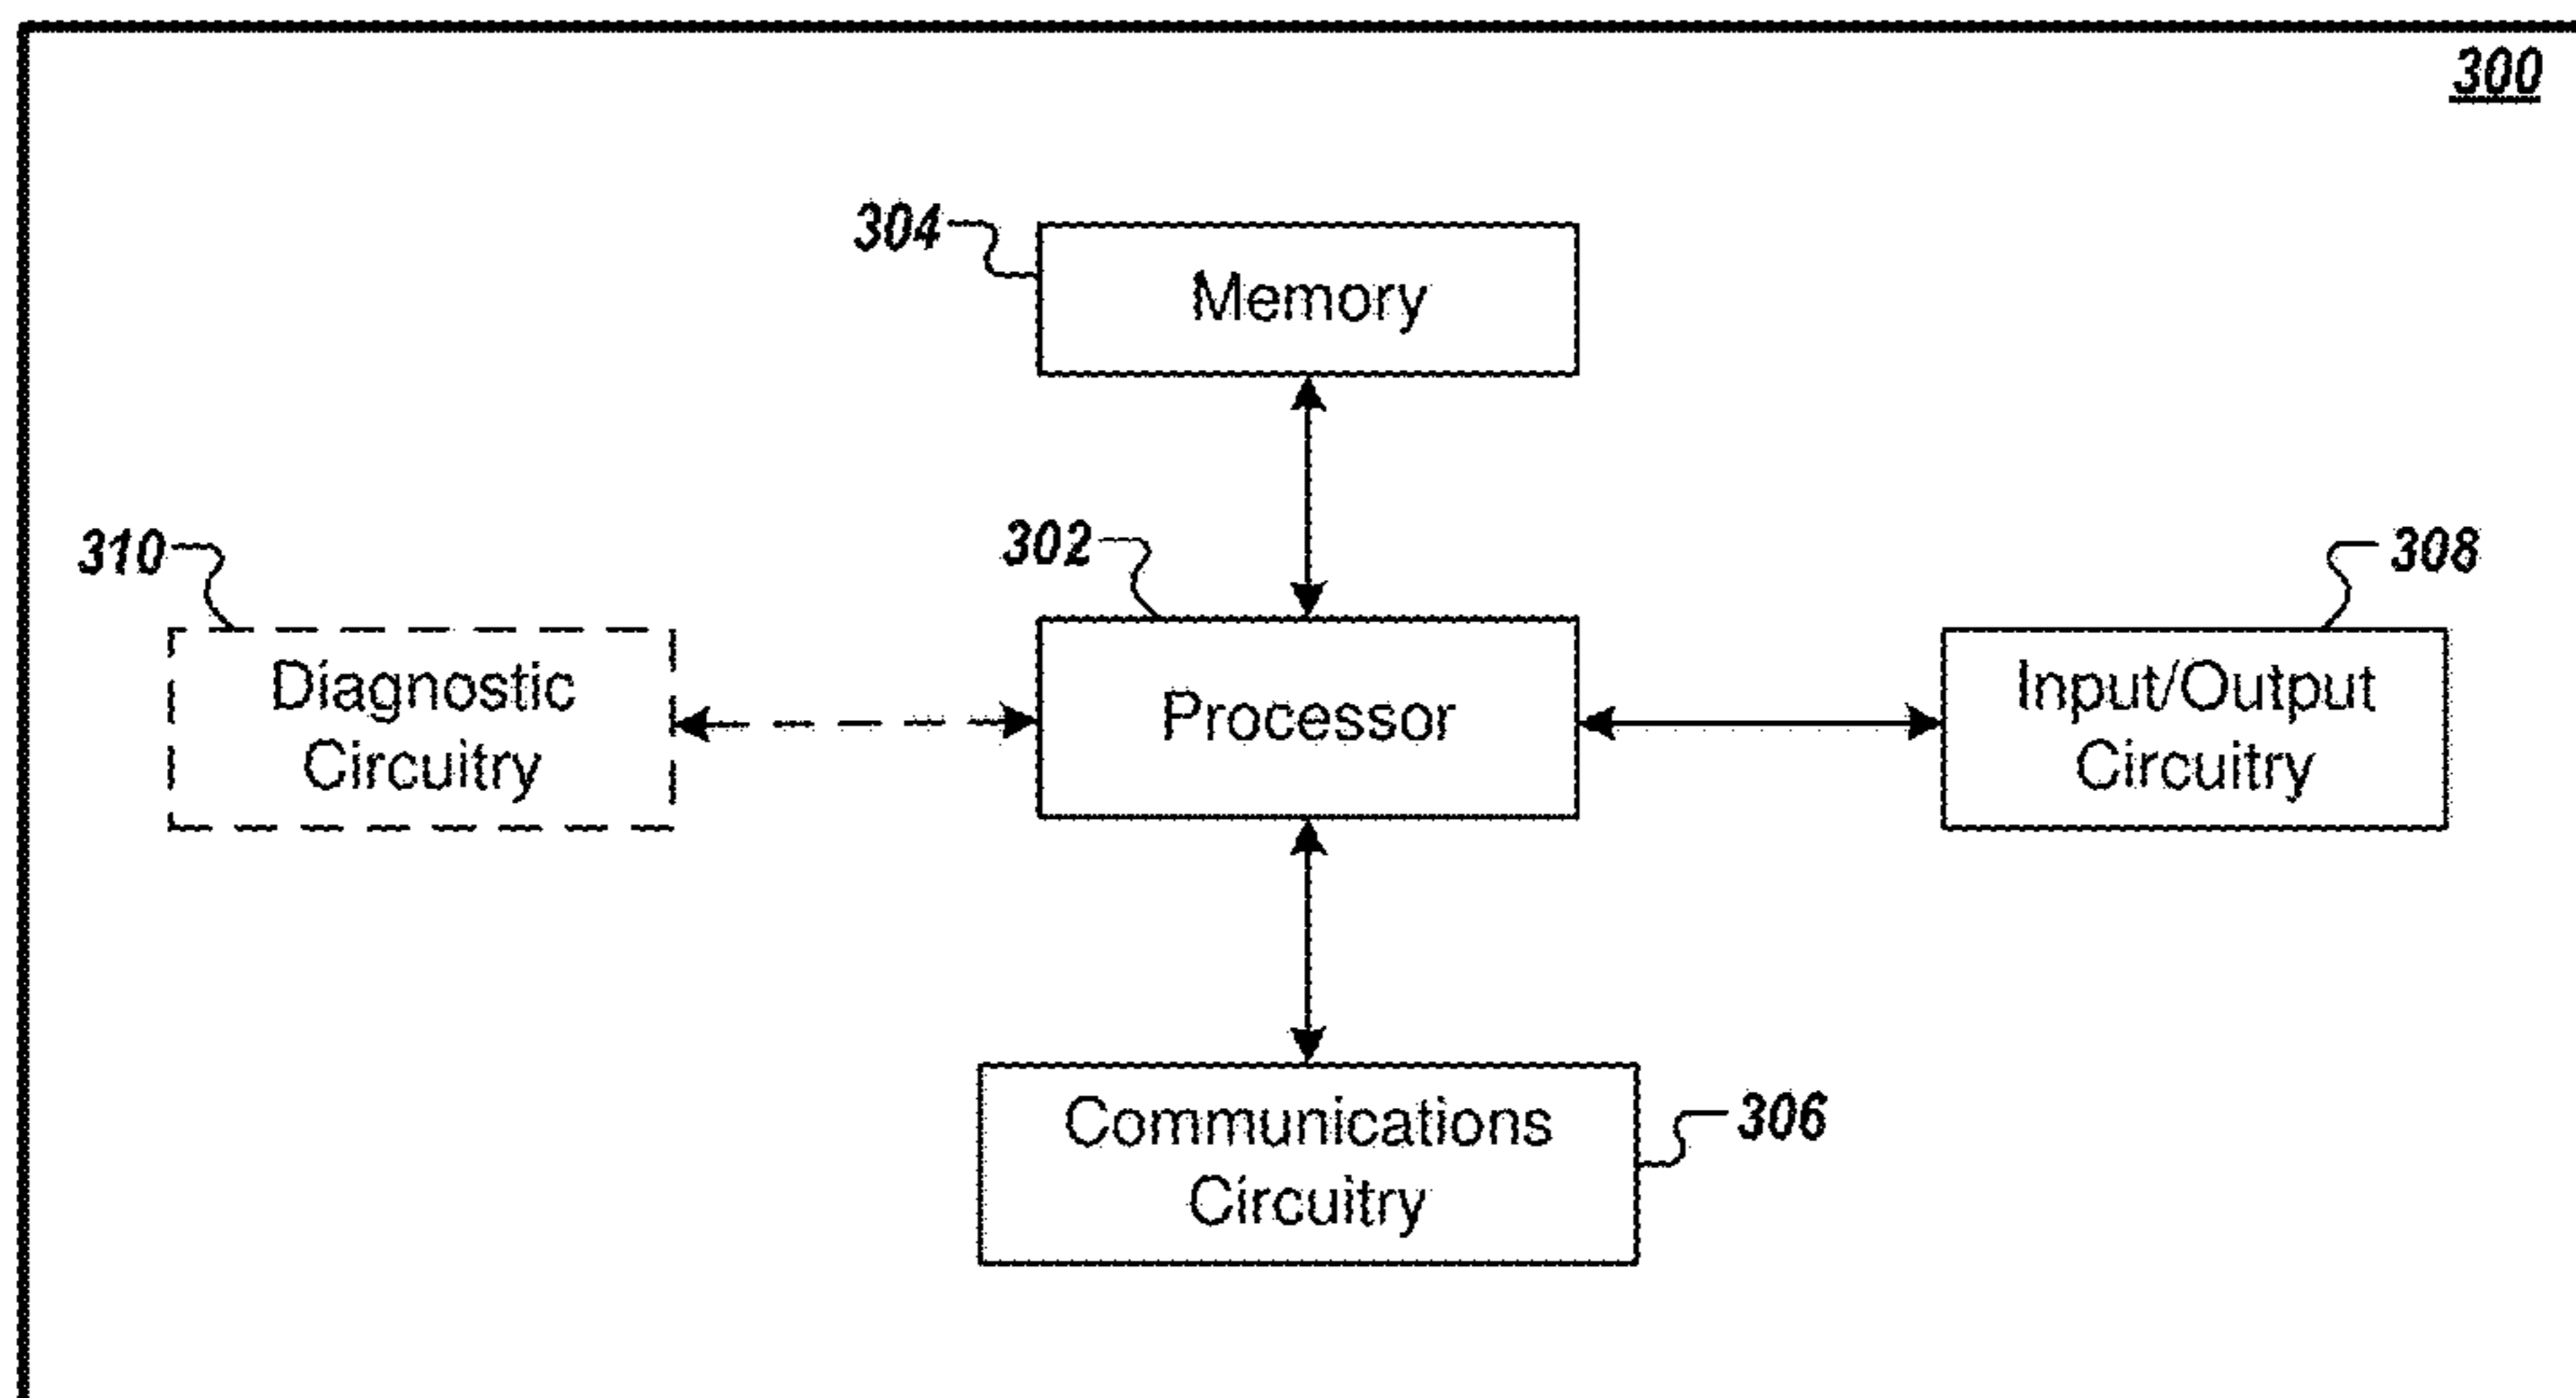 300
304
Memory
310
302
308
Diagnostic
Circuitry
Processor
Input/Output
Circuitry
Communications
Circuitry
306